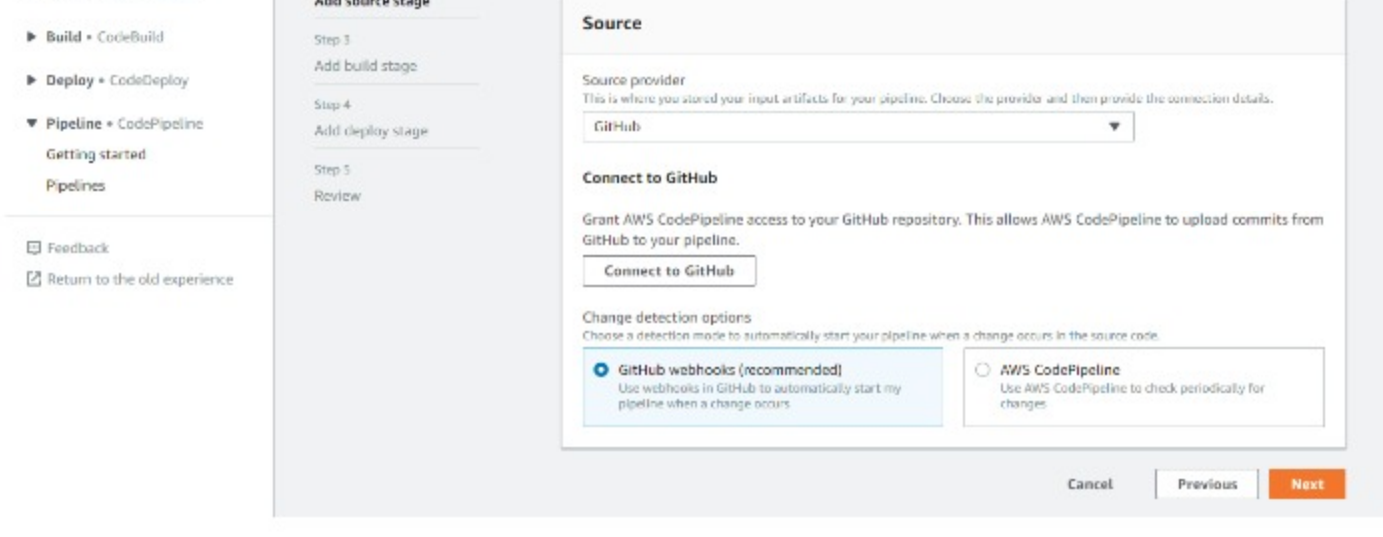 Build • CodeBuild
Deploy • CodeDeploy
Pipeline • CodePipeline
Getting started
Pipelines
Feedback
Return to the old experience
Add source stage
Step 3
Add build stage
Step 4
Add deploy stage
Step 5
Review
Source
Source provider
This is where you stored your input artifacts for your pipeline. Choose the provider and then provide the connection details.
GitHub
Connect to GitHub
Grant AWS CodePipeline access to your GitHub repository. This allows AWS CodePipeline to upload commits from
GitHub to your pipeline.
Connect to GitHub
Change detection options
Choose a detection mode to automatically start your pipeline when a change occurs in the source code.
GitHub webhooks (recommended)
Use webhooks in GitHub to automatically start my
pipeline when a change occurs
AWS CodePipeline
Use AWS CodePipeline to check periodically for
changes
Cancel
Previous
Next